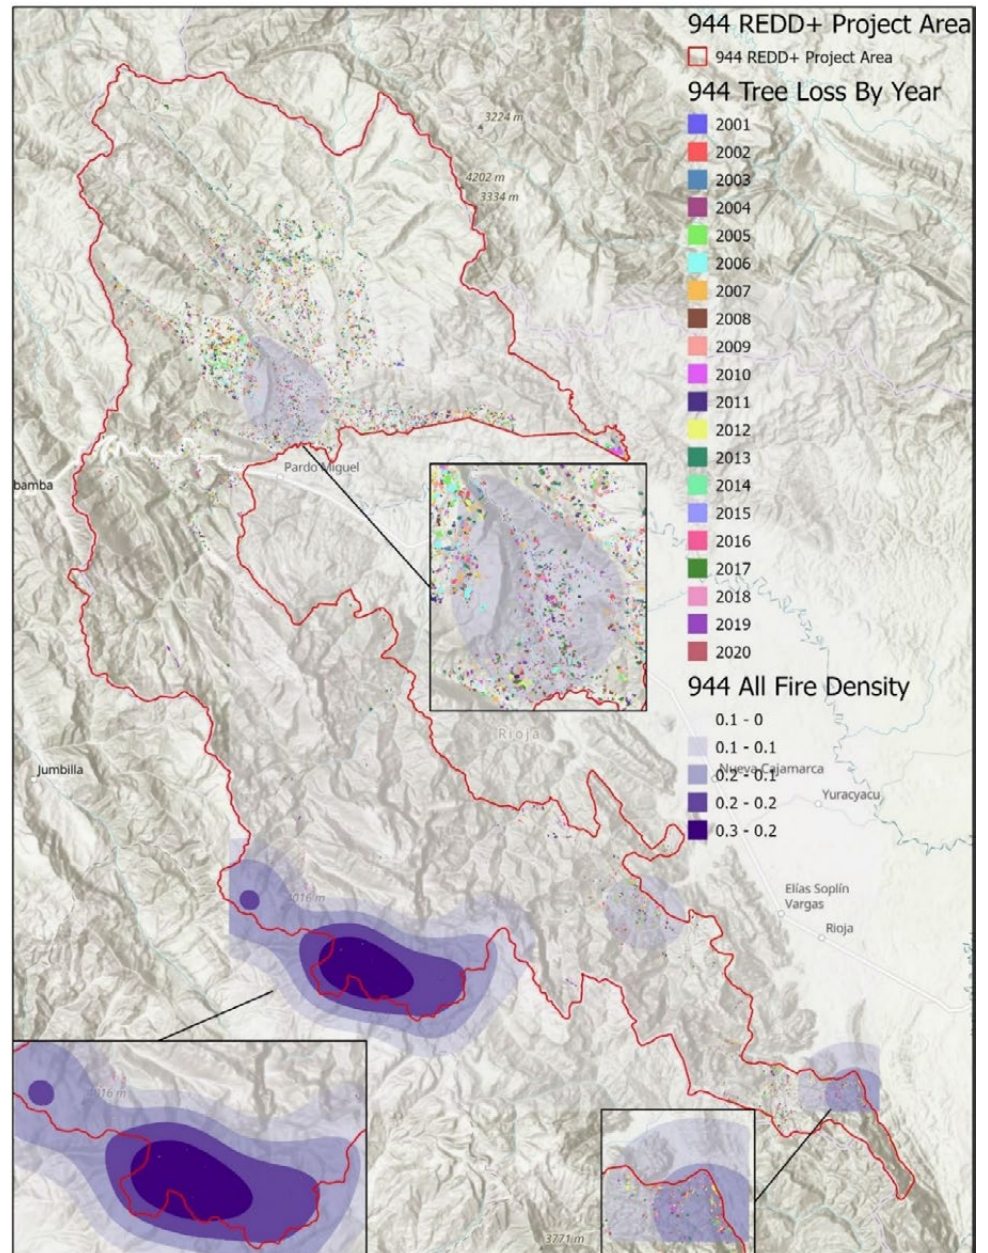 944 REDD+ Project Area
944 REDD+ Project Area
944 Tree Loss By Year
2001
2002
2003
2004
2005
2006
2007
2008
2009
2010
2011
2012
2013
2014
2015
2016
2017
2018
2019
2020
944 All Fire Density
0.1 - 0
0.1 - 0.1
0.2 - 0.1
0.2 - 0.2
0.3 - 0.2
3224 m
4202 m
3334 m
Pardo Miguel
bamba
Rioja
Jumbilla
Nueva Cajamarca
Yuracyacu
Elías Soplín
Vargas
Rioja
4016 m
4016 m
3771 m